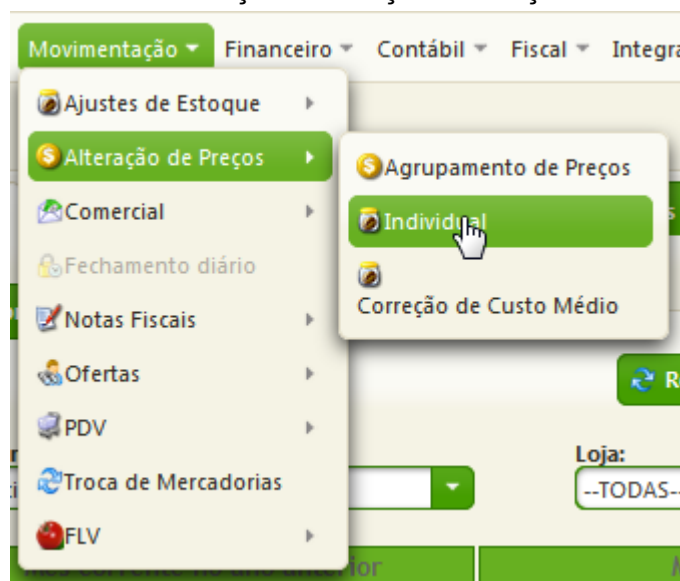 Movimentação Financeiro Contábil Fiscal Integra
Ajustes de Estoque
Alteração de Preços
Agrupamento de Preços
Comercial
Individual
Fechamento diário
Correção de Custo Médio
Notas Fiscais
Ofertas
PDV
Loja:
Troca de Mercadorias
--TODAS--
FLV